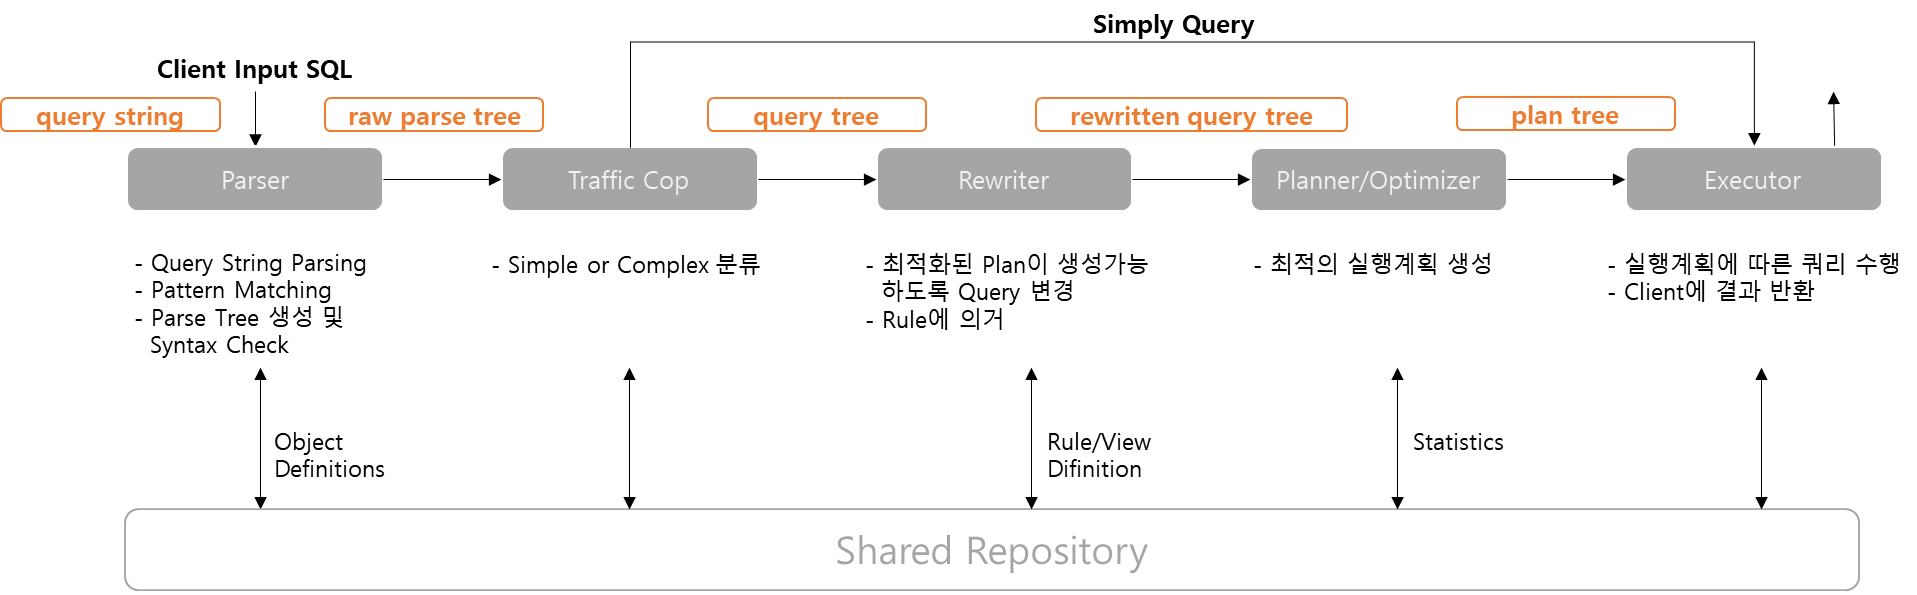 Simply Query
Client Input SQL
query string
raw parse tree
query tree
rewritten query tree
plan tree
Parser
Traffic Cop
Rewriter
Planner/Optimizer
Executor
- Query String Parsing
- Pattern Matching
- Parse Tree 생성 및
Syntax Check
- Simple or Complex 분류
- 최적화된 Plan이 생성가능
하도록 Query 변경
- Rule에 의거
- 최적의 실행계획 생성
- 실행계획에 따른 쿼리 수행
- Client에 결과 반환
Object
Definitions
Rule/View
Difinition
Statistics
Shared Repository